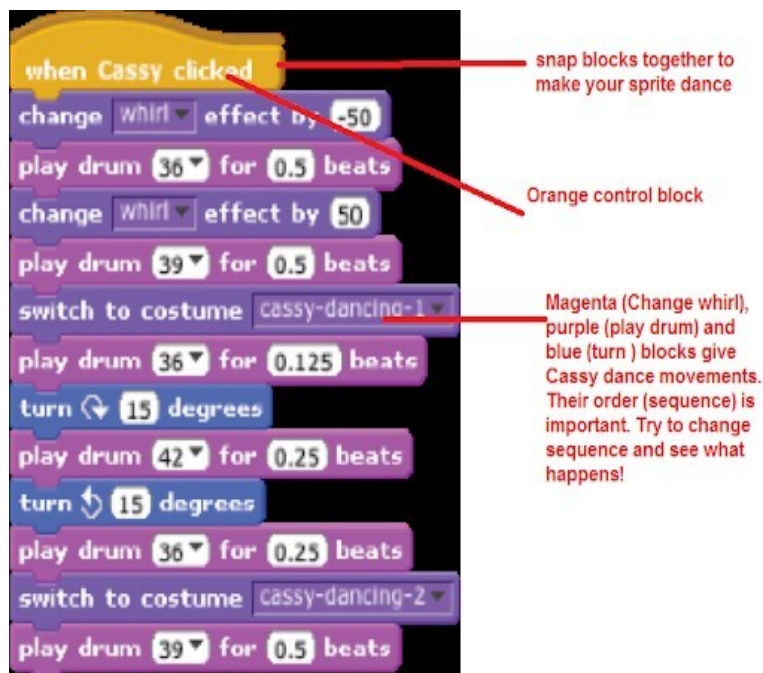 when Cassy clicked
change whirl effect by -50
play drum 36 for 0.5 beats
change whirl effect by 50
play drum 39 for 0.5 beats
switch to costume cassy-dancing-1
play drum 36 for 0.125 beats
turn 15 degrees
play drum 42 for 0.25 beats
turn 15 degrees
play drum 36 for 0.25 beats
switch to costume cassy-dancing-2
play drum 39 for 0.5 beats
snap blocks together to
make your sprite dance
Orange control block
Magenta (Change whirl),
purple (play drum) and
blue (turn ) blocks give
Cassy dance movements.
Their order (sequence) is
important. Try to change
sequence and see what
happens!